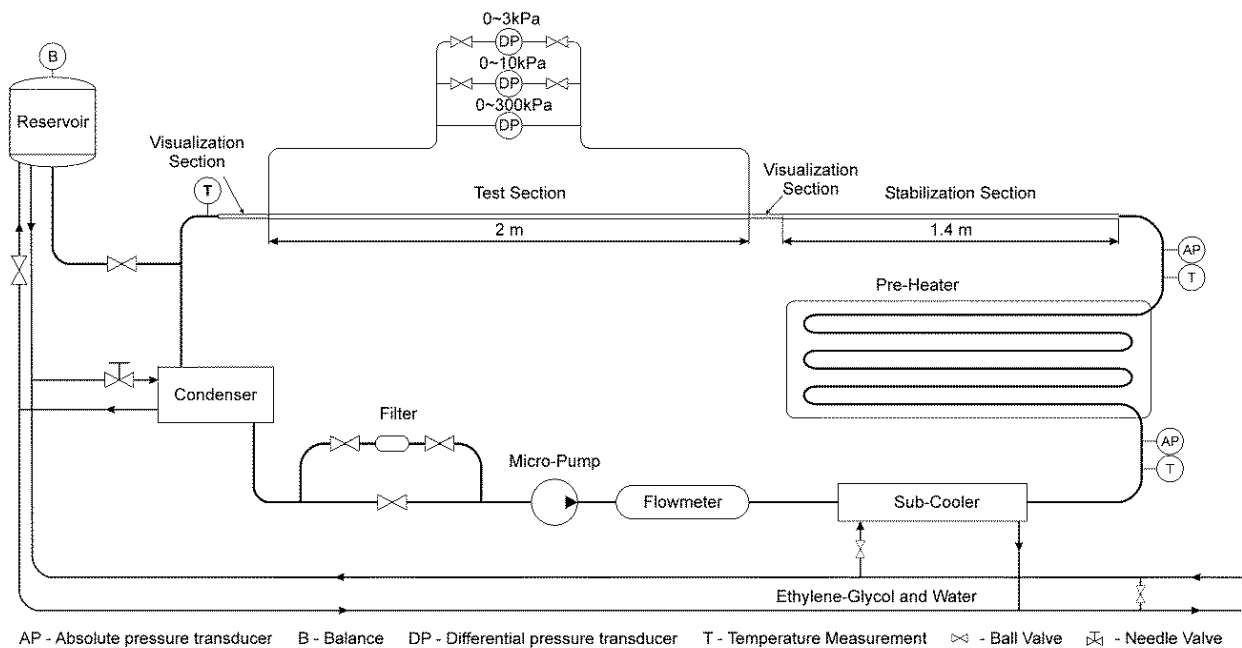 0~3kPa
B
DP
0~10kPa
DP
Reservoir
0~300kPa
DP
Visualization
Section
T
Test Section
Visualization
Section
Stabilization Section
2 m
1.4 m
AP
T
Pre-Heater
Condenser
Filter
AP
T
Micro-Pump
Flowmeter
Sub-Cooler
Ethylene-Glycol and Water
AP - Absolute pressure transducer B - Balance DP - Differential pressure transducer T - Temperature Measurement - Ball Valve - Needle Valve